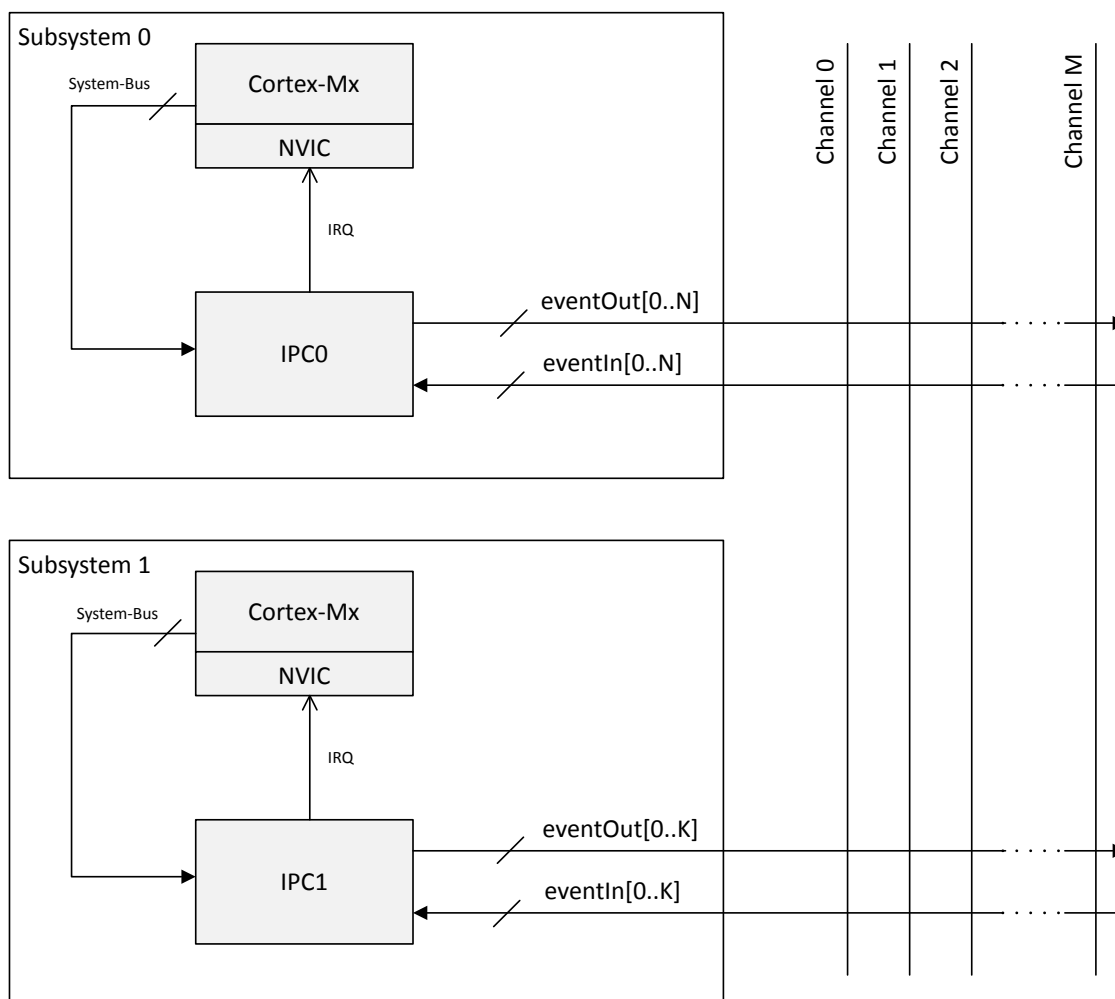 Subsystem 0
System-Bus
Cortex-Mx
NVIC
IRQ
IPC0
eventOut[0..N]
eventIn[0..N]
Channel 0
Channel 1
Channel 2
Channel M
Subsystem 1
System-Bus
Cortex-Mx
NVIC
IRQ
IPC1
eventOut[0..K]
eventIn[0..K]